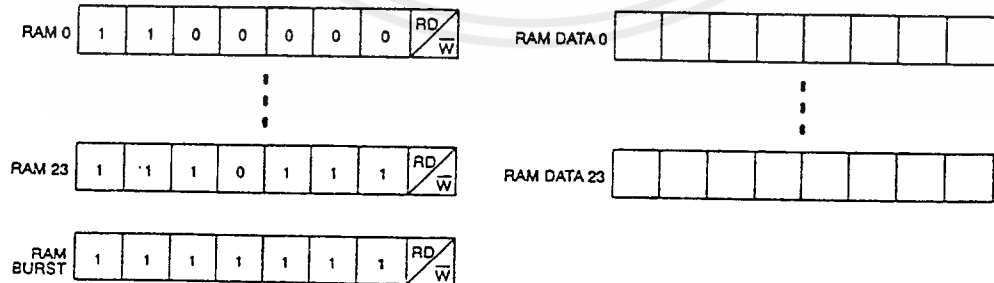 RAM 0 1 1 0 0 0 0 0 RD/W̅
RAM DATA 0
RAM 23 1 1 1 0 1 1 1 RD/W̅
RAM DATA 23
RAM
BURST 1 1 1 1 1 1 1 RD/W̅